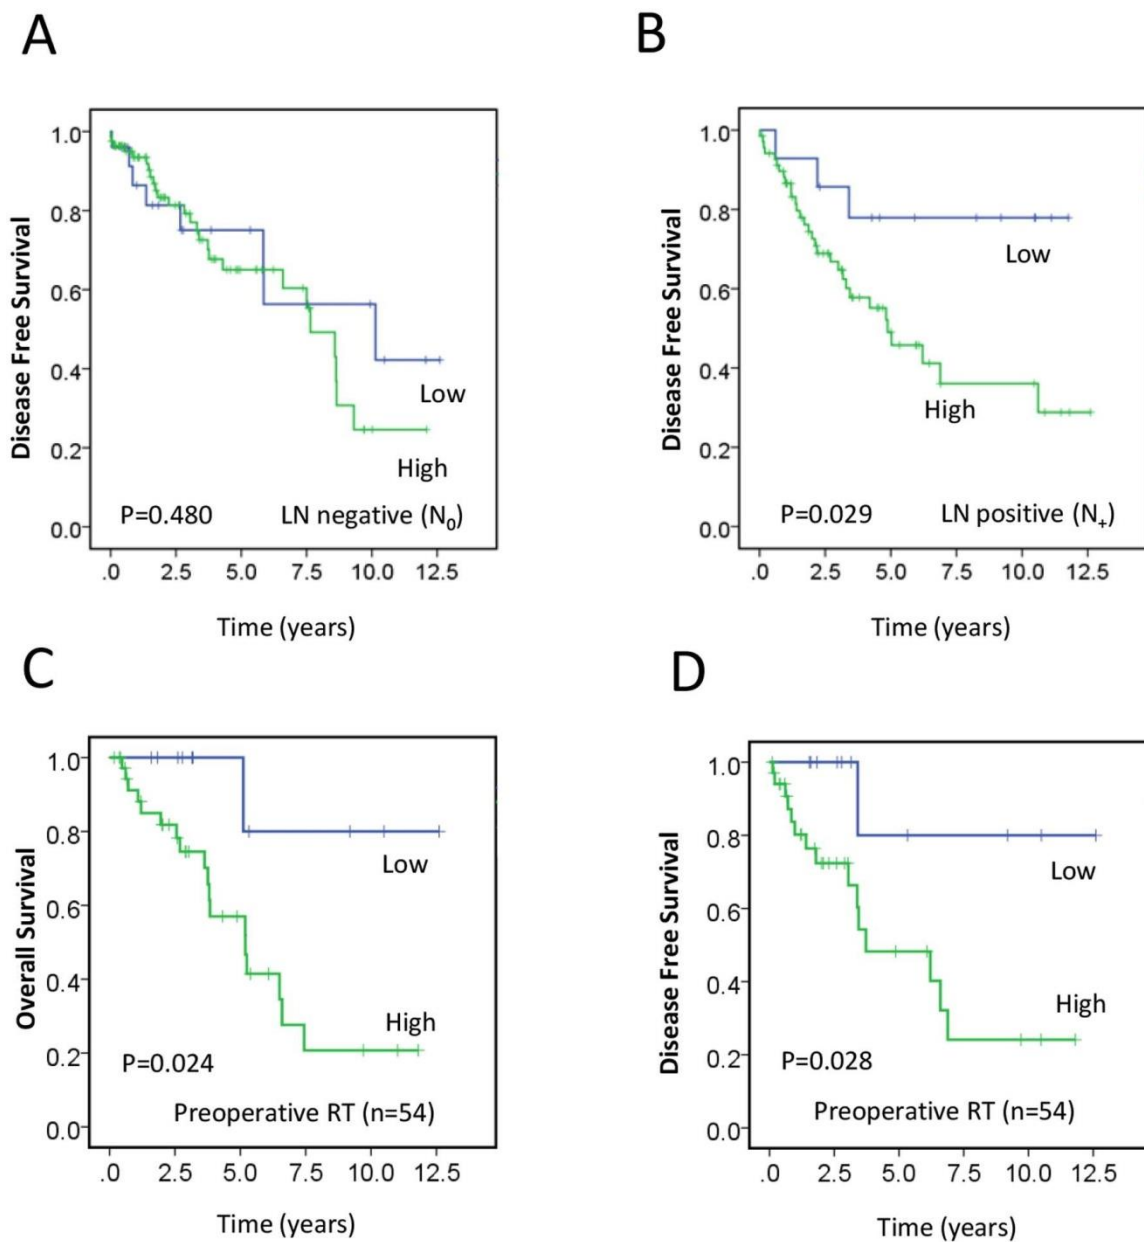 A
Disease Free Survival
1.0
0.8
0.6
0.4
0.2
0.0
Low
High
P=0.480 LN negative (N₀)
.0 2.5 5.0 7.5 10.0 12.5
Time (years)
B
Disease Free Survival
1.0
0.8
0.6
0.4
0.2
0.0
Low
High
P=0.029 LN positive (N₊)
.0 2.5 5.0 7.5 10.0 12.5
Time (years)
C
Overall Survival
1.0
0.8
0.6
0.4
0.2
0.0
Low
High
P=0.024
Preoperative RT (n=54)
.0 2.5 5.0 7.5 10.0 12.5
Time (years)
D
Disease Free Survival
1.0
0.8
0.6
0.4
0.2
0.0
Low
High
P=0.028
Preoperative RT (n=54)
.0 2.5 5.0 7.5 10.0 12.5
Time (years)